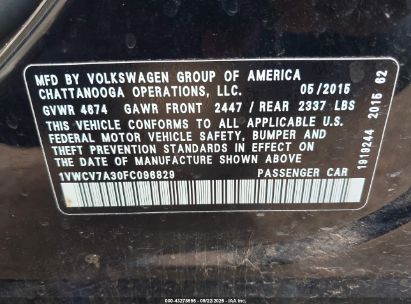 MFD BY VOLKSWAGEN GROUP OF AMERICA
CHATTANOOGA OPERATIONS, LLC. 05/2015
GVWR 4674 GAWR FRONT 2447 / REAR 2337 LBS
THIS VEHICLE CONFORMS TO ALL APPLICABLE U.S.
FEDERAL MOTOR VEHICLE SAFETY, BUMPER AND
THEFT PREVENTION STANDARDS IN EFFECT ON THE
DATE OF MANUFACTURE SHOWN ABOVE.
1VWCV7A30FC096829 PASSENGER CAR
1919244 2015 62